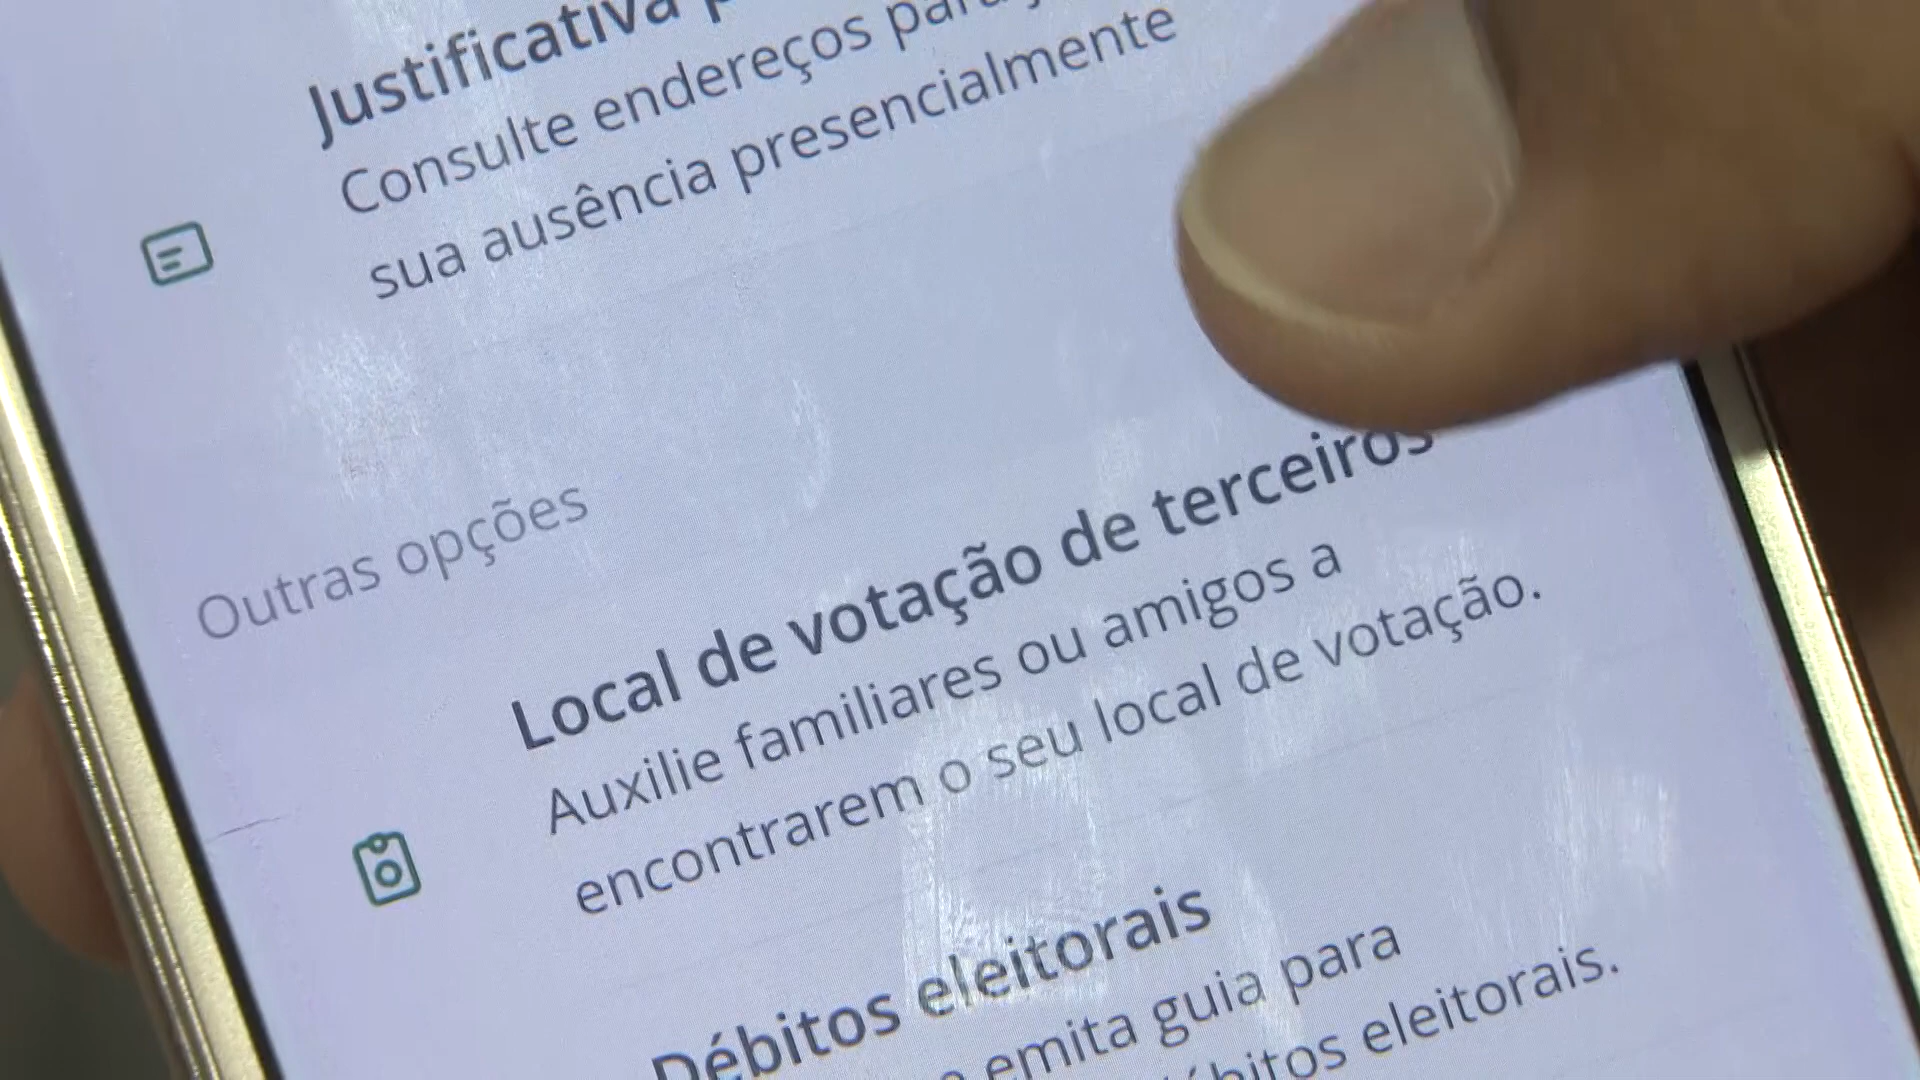 Justificativa
Consulte endereços para
sua ausência presencialmente
Outras opções
Local de votação de terceiros
Auxilie familiares ou amigos a
encontrarem o seu local de votação.
Débitos eleitorais
emita guia para
débitos eleitorais.